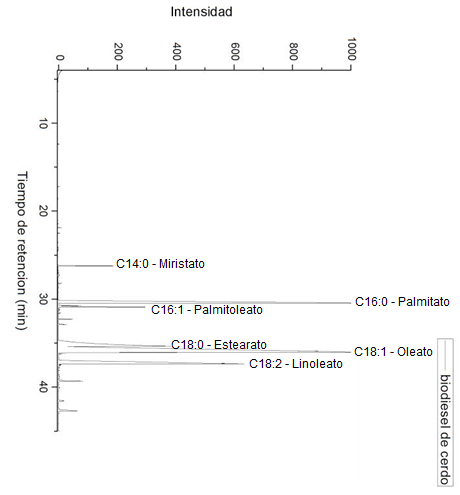 Intensidad
0
200
400
600
800
1000
Tiempo de retencion (min)
10
20
30
40
C14:0 - Miristato
C16:0 - Palmitato
C16:1 - Palmitoleato
C18:0 - Estearato
C18:1 - Oleato
C18:2 - Linoleato
biodiesel de cerdo